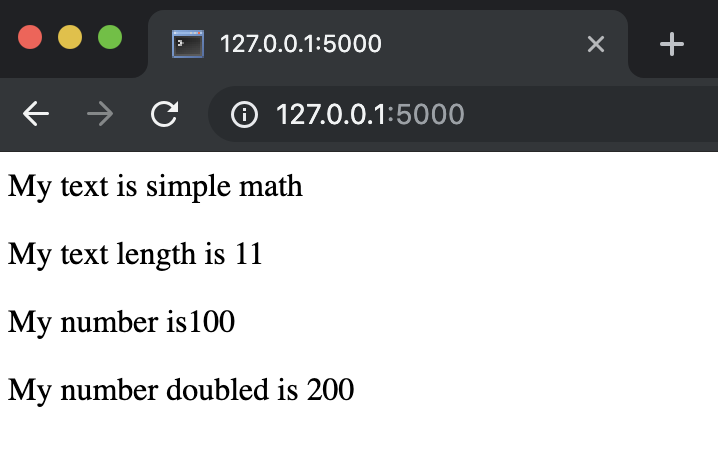 127.0.0.1:5000
127.0.0.1:5000
My text is simple math
My text length is 11
My number is100
My number doubled is 200